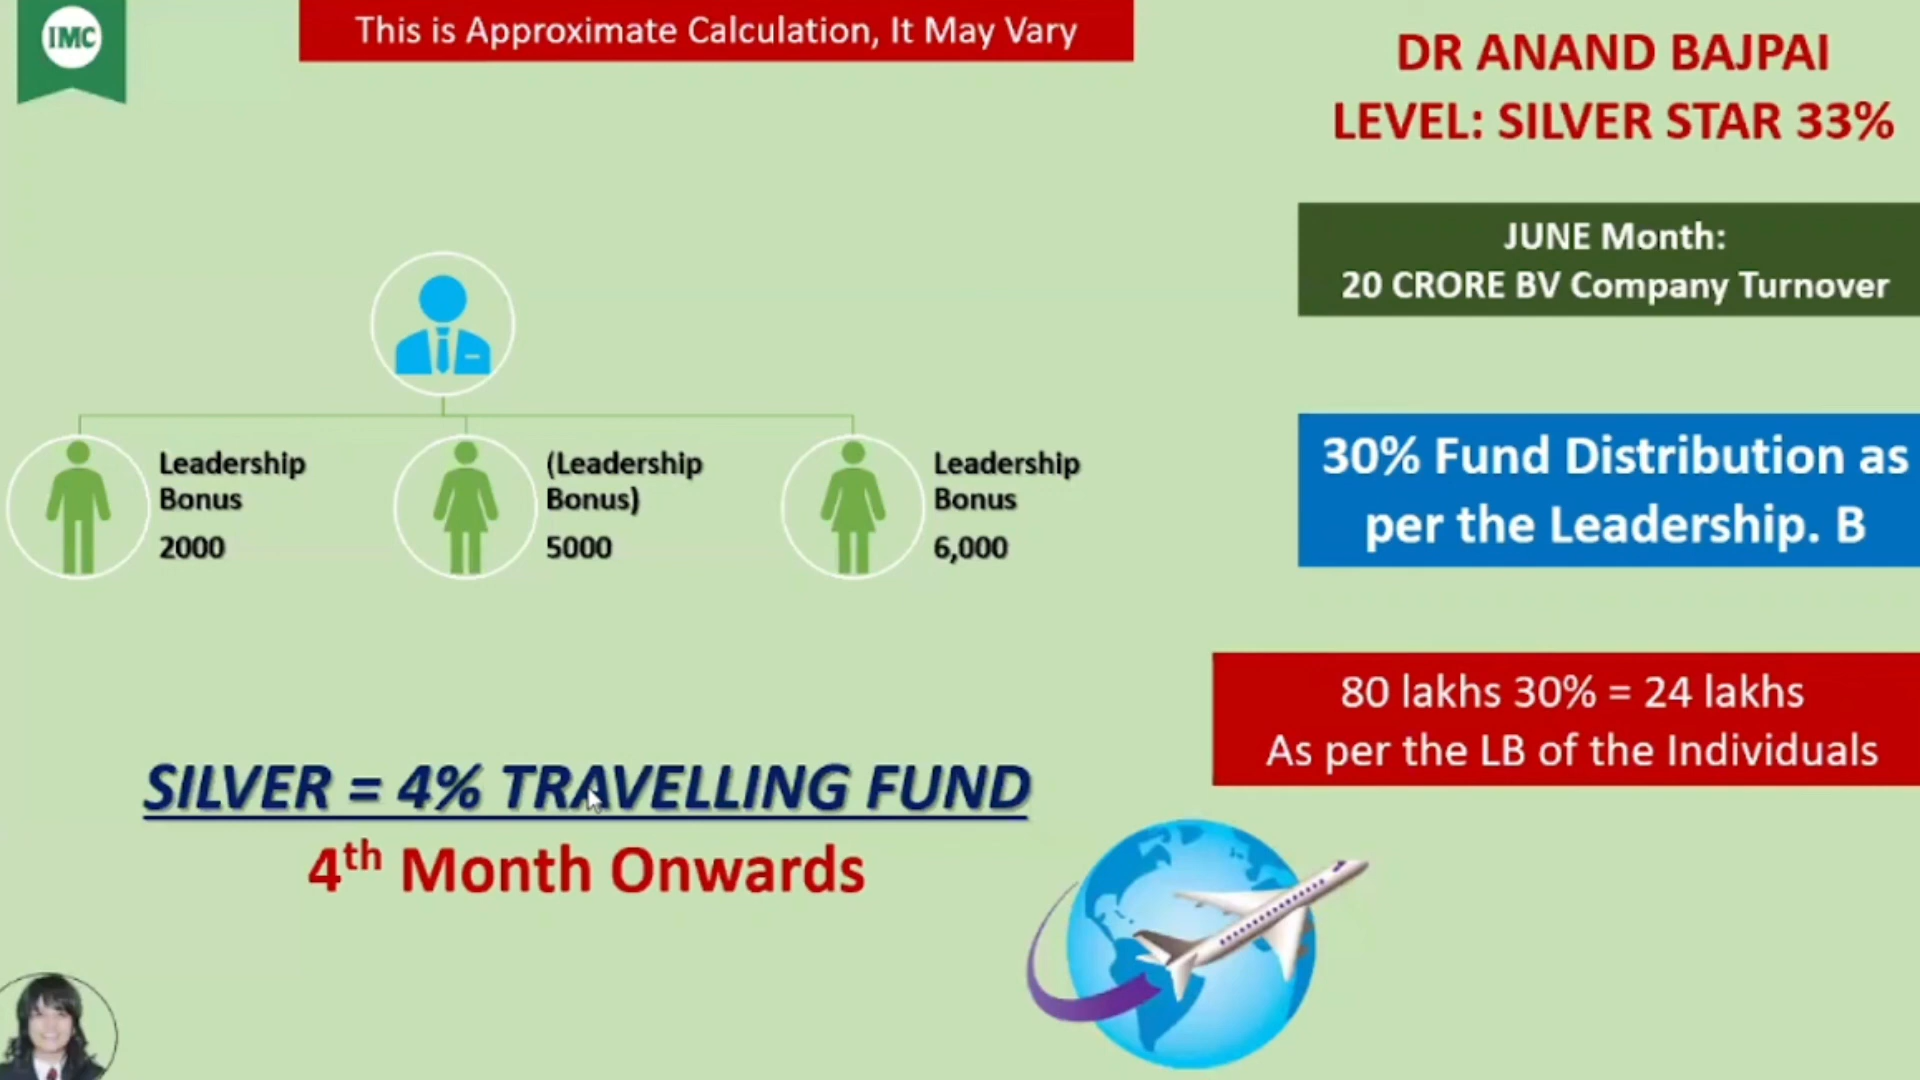 IMC
This is Approximate Calculation, It May Vary
DR ANAND BAJPAI
LEVEL: SILVER STAR 33%
JUNE Month:
20 CRORE BV Company Turnover
Leadership
Bonus
2000
(Leadership
Bonus)
5000
Leadership
Bonus
6,000
30% Fund Distribution as
per the Leadership. B
80 lakhs 30% = 24 lakhs
As per the LB of the Individuals
SILVER = 4% TRAVELLING FUND
4th Month Onwards